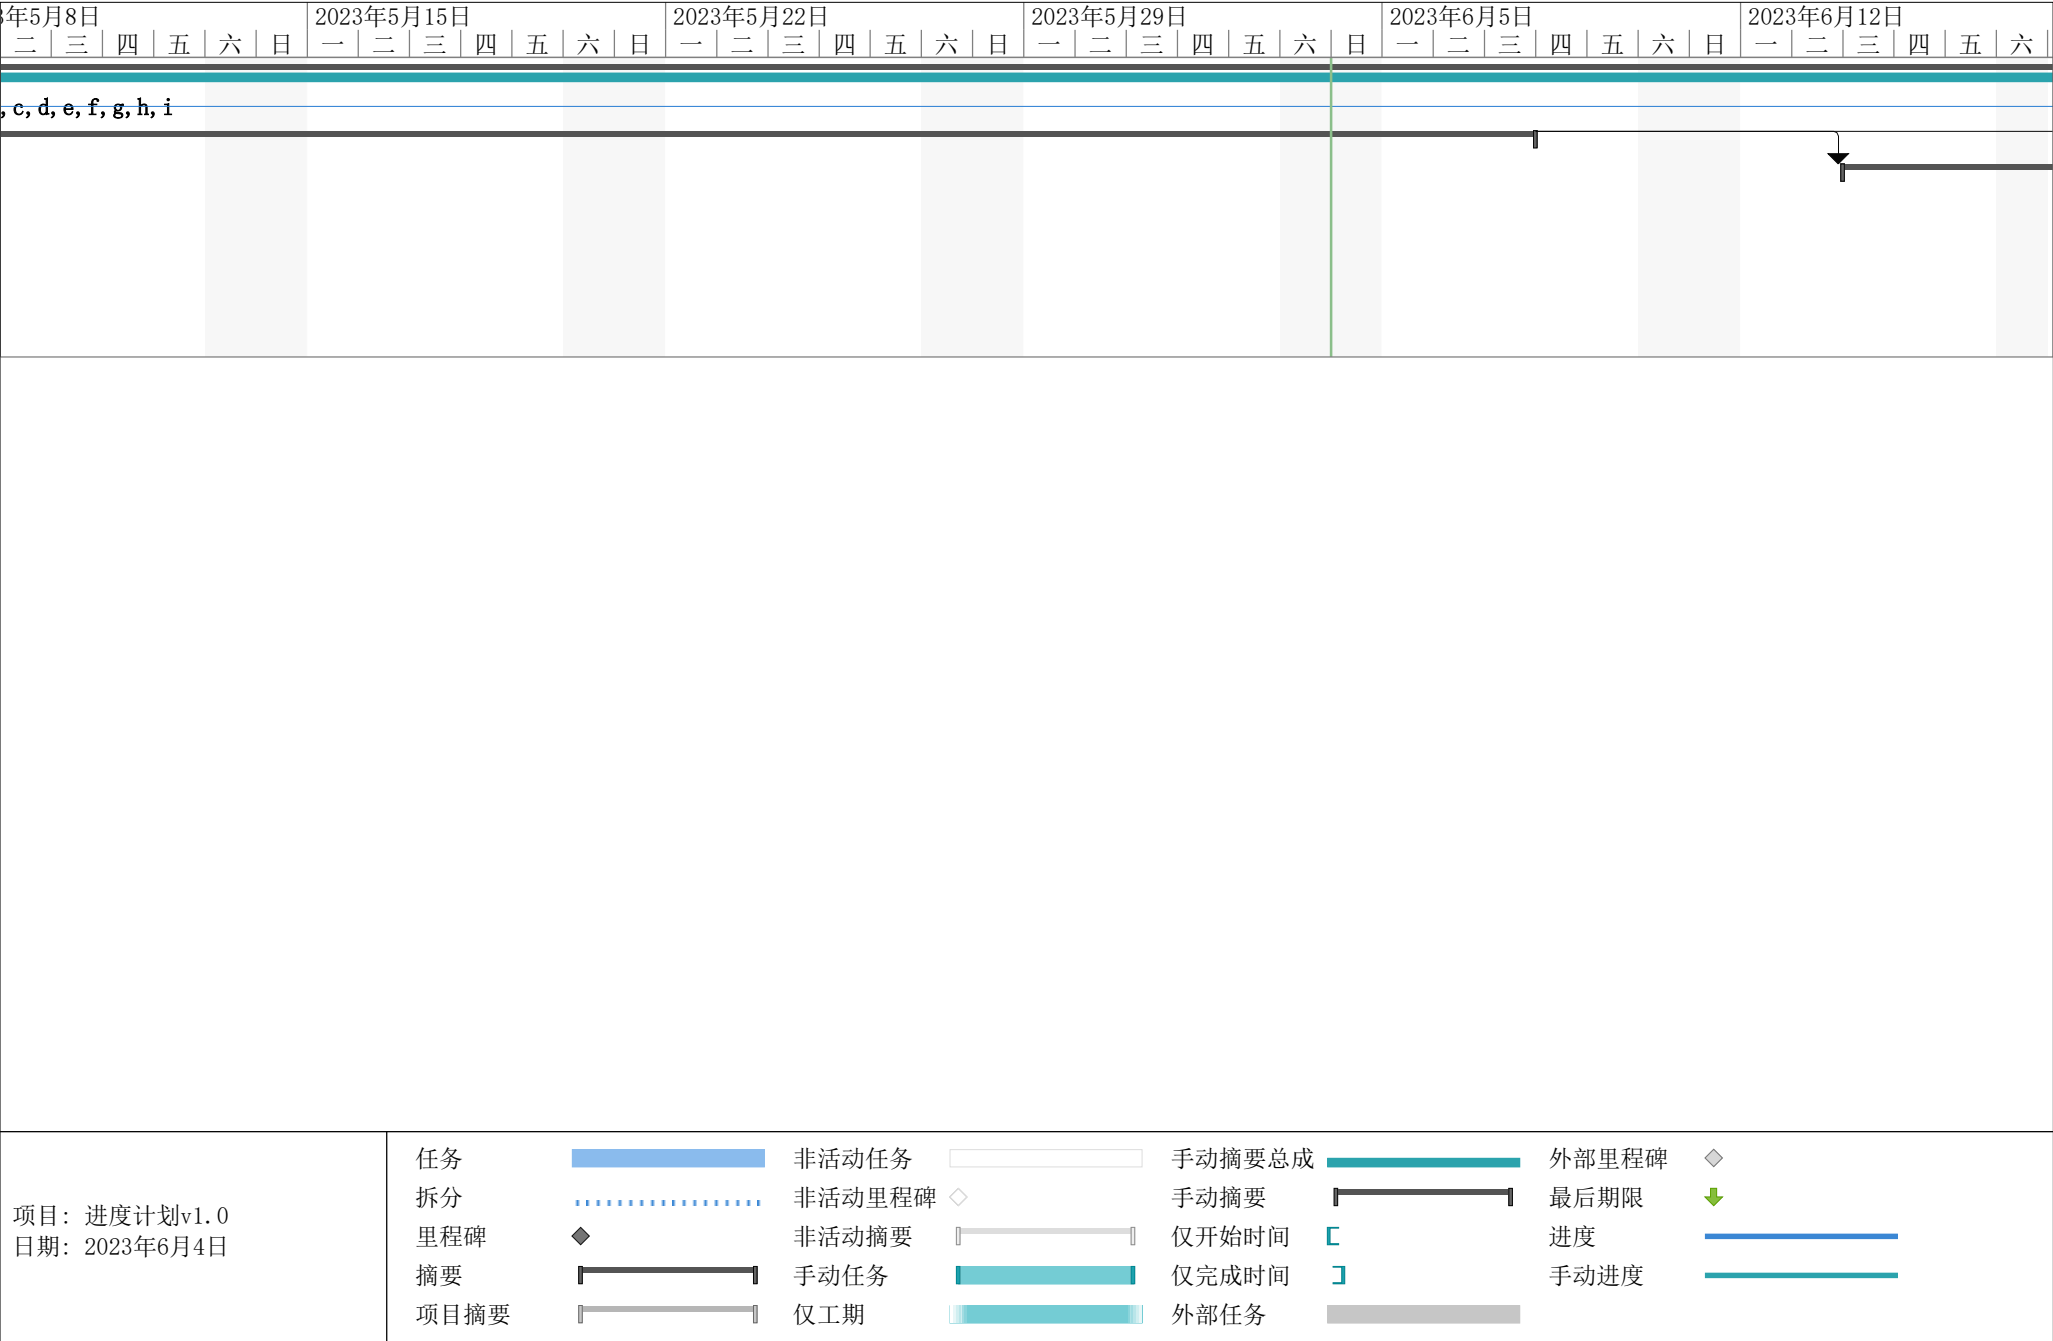 年5月8日 2023年5月15日 2023年5月22日 2023年5月29日 2023年6月5日 2023年6月12日
二 三 四 五 六 日 一 二 三 四 五 六 日 一 二 三 四 五 六 日 一 二 三 四 五 六 日 一 二 三 四 五 六 日 一 二 三 四 五 六
,c,d,e,f,g,h,i
项目: 进度计划v1.0
日期: 2023年6月4日
任务
拆分
里程碑
摘要
项目摘要
非活动任务
非活动里程碑
非活动摘要
手动任务
仅工期
手动摘要总成
手动摘要
仅开始时间
仅完成时间
外部任务
外部里程碑
最后期限
进度
手动进度